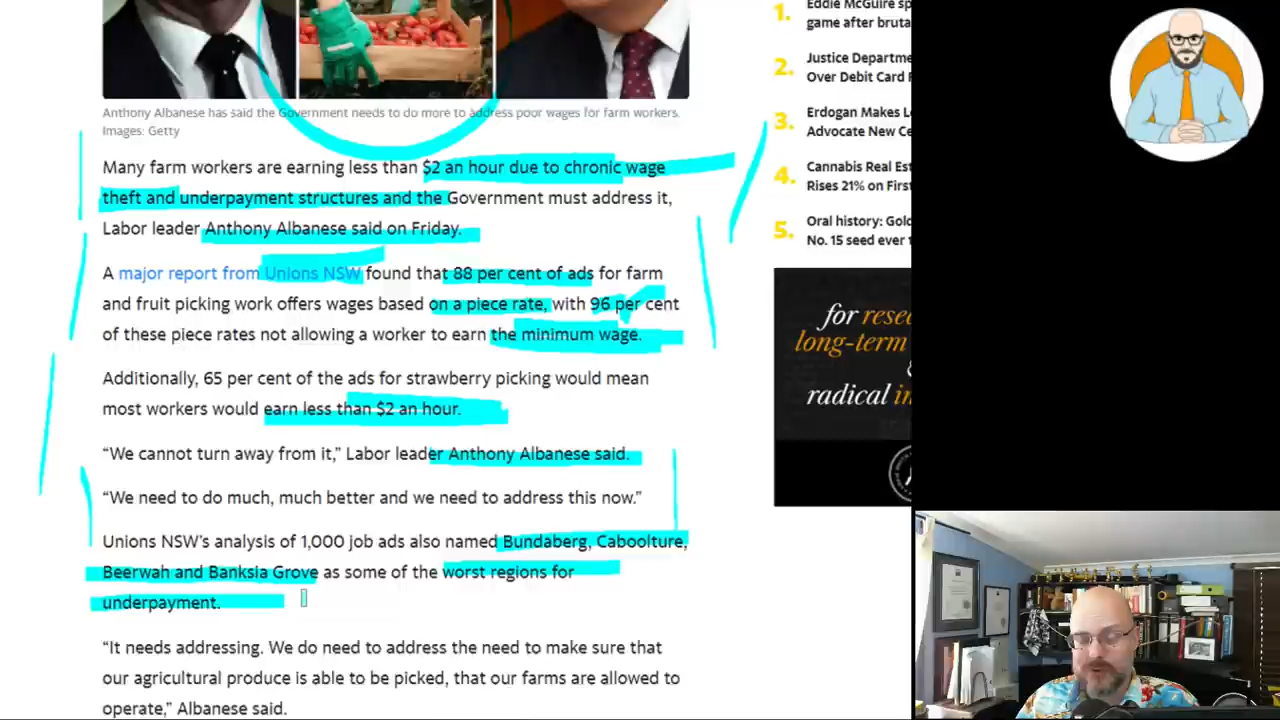 Anthony Albanese has said the Government needs to do more to address poor wages for farm workers.
Images: Getty
Many farm workers are earning less than $2 an hour due to chronic wage
theft and underpayment structures and the Government must address it,
Labor leader Anthony Albanese said on Friday.
A major report from Unions NSW found that 88 per cent of ads for farm
and fruit picking work offers wages based on a piece rate, with 96 per cent
of these piece rates not allowing a worker to earn the minimum wage.
Additionally, 65 per cent of the ads for strawberry picking would mean
most workers would earn less than $2 an hour.
“We cannot turn away from it,” Labor leader Anthony Albanese said.
“We need to do much, much better and we need to address this now.”
Unions NSW’s analysis of 1,000 job ads also named Bundaberg, Caboolture,
Beerwah and Banksia Grove as some of the worst regions for
underpayment.
“It needs addressing. We do need to address the need to make sure that
our agricultural produce is able to be picked, that our farms are allowed to
operate,” Albanese said.
1. Eddie McGuire sp
game after bruta
2. Justice Departme
Over Debit Card F
3. Erdogan Makes L
Advocate New Ce
4. Cannabis Real Est
Rises 21% on First
5. Oral history: Gold
No. 15 seed ever
for resea
long-term
radical in